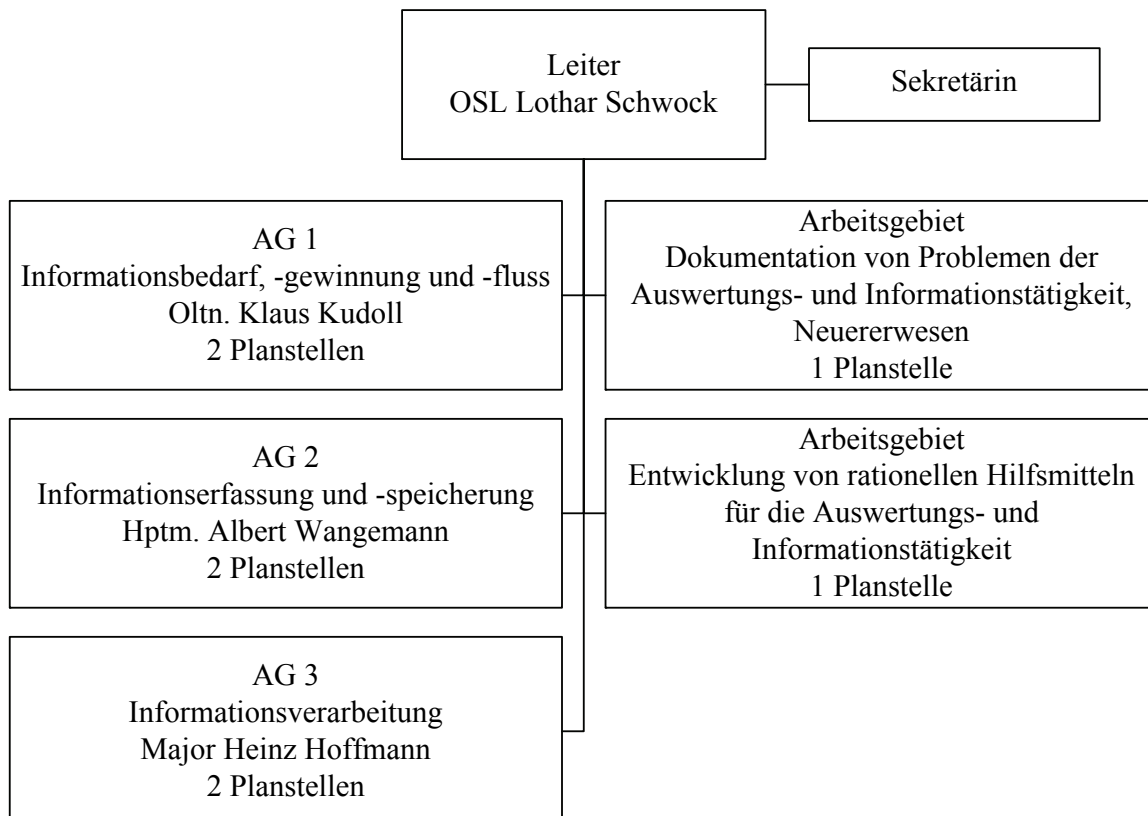 Leiter
OSL Lothar Schwock
Sekretärin
AG 1
Informationsbedarf, -gewinnung und -fluss
Oltn. Klaus Kudoll
2 Planstellen
Arbeitsgebiet
Dokumentation von Problemen der
Auswertungs- und Informationstätigkeit,
Neuererwesen
1 Planstelle
AG 2
Informationserfassung und -speicherung
Hptm. Albert Wangemann
2 Planstellen
Arbeitsgebiet
Entwicklung von rationellen Hilfsmitteln
für die Auswertungs- und
Informationstätigkeit
1 Planstelle
AG 3
Informationsverarbeitung
Major Heinz Hoffmann
2 Planstellen